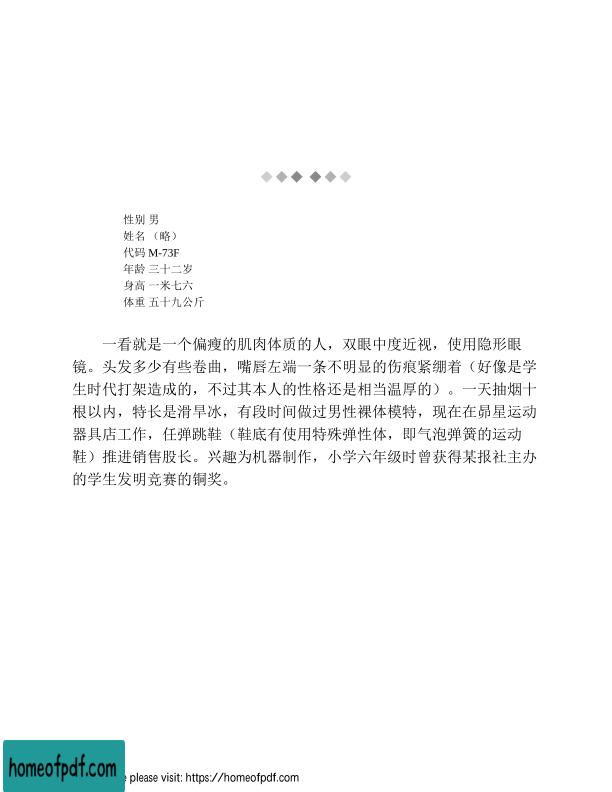 性别 男
姓名 （略）
代码 M-73F
年龄 三十二岁
身高 一米七六
体重 五十九公斤
一看就是一个偏瘦的肌肉体质的人，双眼中度近视，使用隐形眼
镜。头发多少有些卷曲，嘴唇左端一条不明显的伤痕紧绷着（好像是学
生时代打架造成的，不过其本人的性格还是相当温厚的）。一天抽烟十
根以内，特长是滑旱冰，有段时间做过男性裸体模特，现在在昴星运动
器具店工作，任弹跳鞋（鞋底有使用特殊弹性体，即气泡弹簧的运动
鞋）推进销售股长。兴趣为机器制作，小学六年级时曾获得某报社主办
的学生发明竞赛的铜奖。
homeofpdf.com
e please visit: https://homeofpdf.com